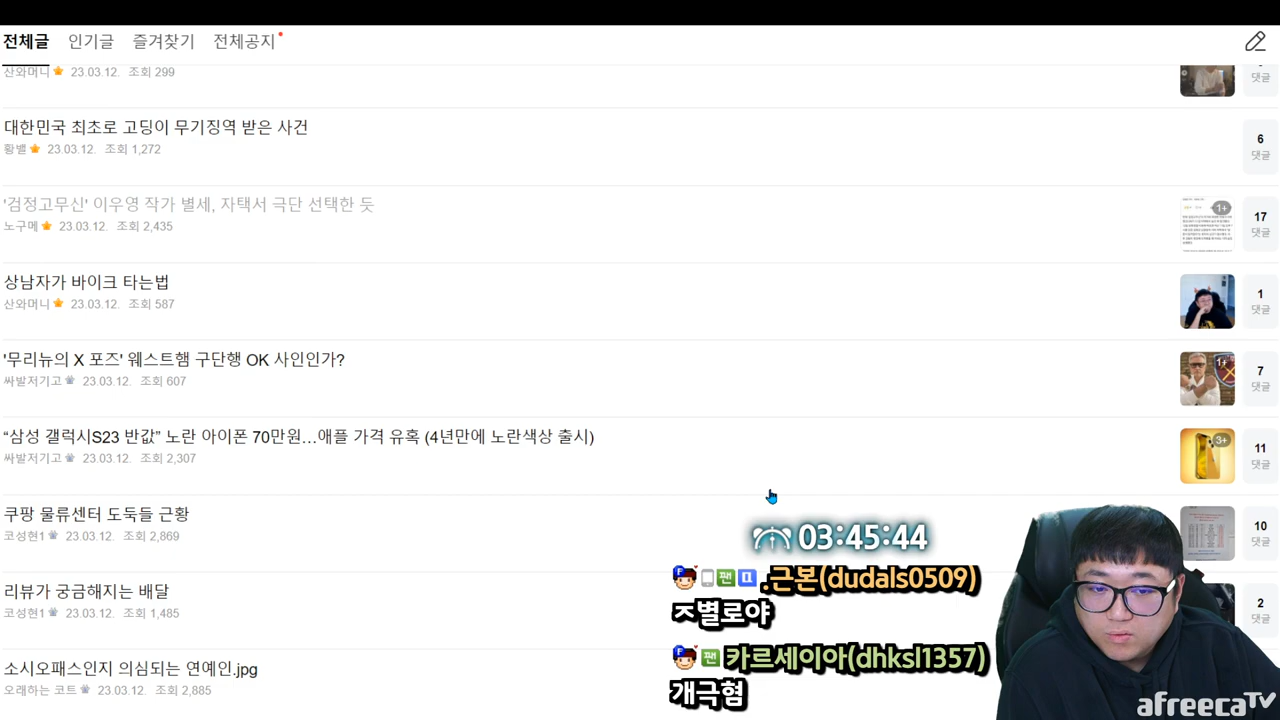 전체글 인기글 즐겨찾기 전체공지
산와머니 23.03.12. 조회 299
댓글
대한민국 최초로 고딩이 무기징역 받은 사건
황밸 23.03.12. 조회 1,272
6
댓글
'검정고무신' 이우영 작가 별세, 자택서 극단 선택한 듯
노구메 23.03.12. 조회 2,435
1+
17
댓글
상남자가 바이크 타는법
산와머니 23.03.12. 조회 587
1
댓글
'무리뉴의 X 포즈' 웨스트햄 구단행 OK 사인인가?
싸발저기고 23.03.12. 조회 607
1+
7
댓글
“삼성 갤럭시S23 반값” 노란 아이폰 70만원…애플 가격 유혹 (4년만에 노란색상 출시)
싸발저기고 23.03.12. 조회 2,307
3+
11
댓글
쿠팡 물류센터 도둑들 근황
코성현1 23.03.12. 조회 2,869
10
댓글
03:45:44
리뷰가 궁금해지는 배달
코성현1 23.03.12. 조회 1,485
2
댓글
F 팬 .근본(dudals0509)
ㅈ별로야
F 팬 카르세이아(dhksl1357)
개극혐
소시오패스인지 의심되는 연예인.jpg
오럴하는 코트 23.03.12. 조회 2,885
afreecaTV